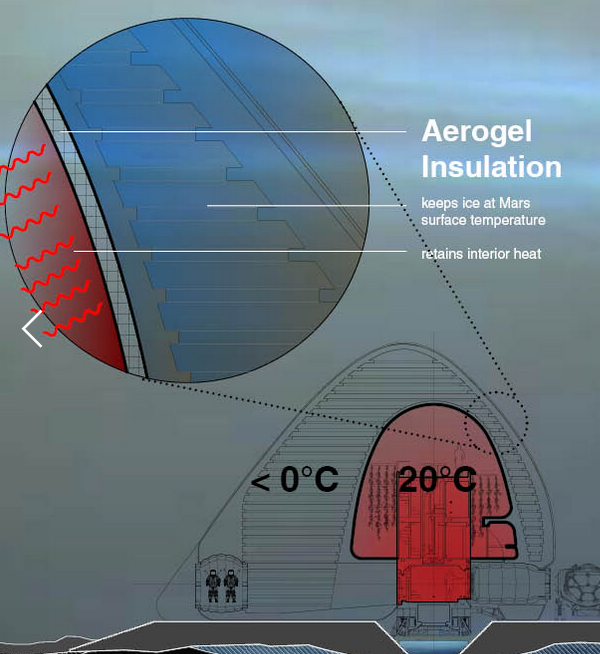 Aerogel
Insulation
keeps ice at Mars
surface temperature
retains interior heat
< 0°C
20°C